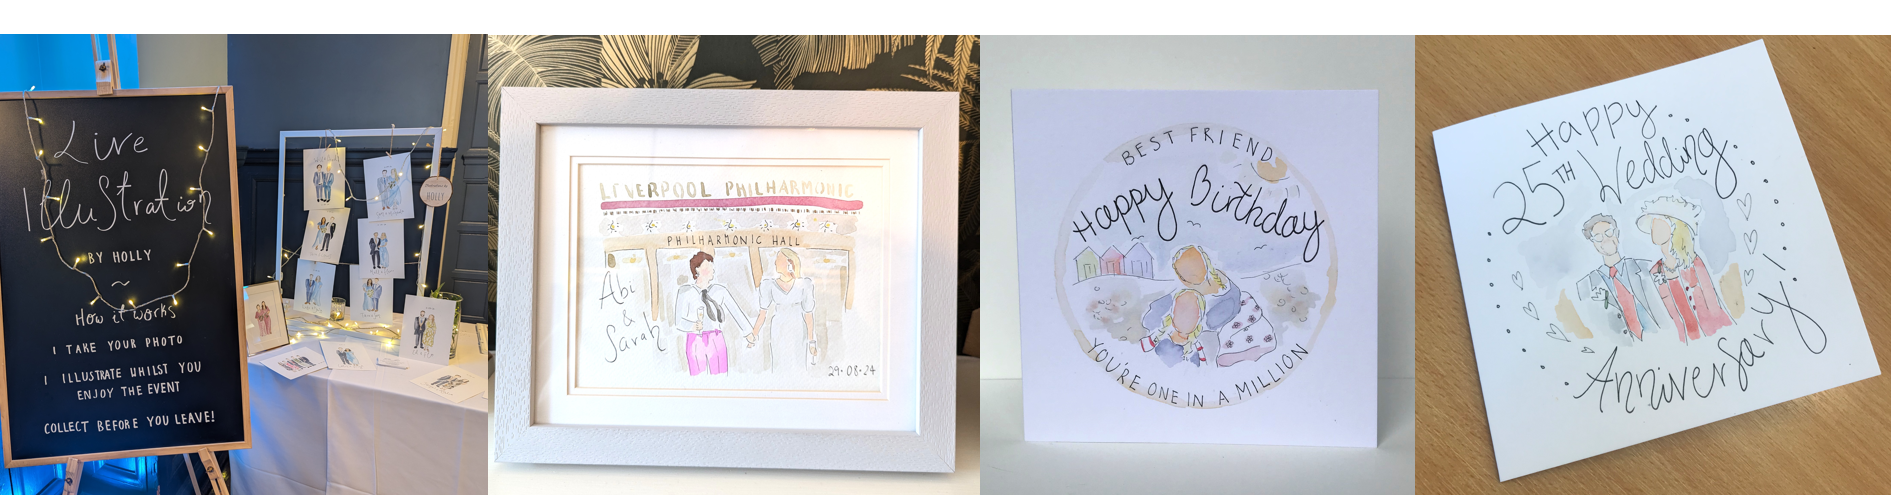 Live
Illustration
BY HOLLY
~
How it works
I TAKE YOUR PHOTO
I ILLUSTRATE WHILST YOU
ENJOY THE EVENT
COLLECT BEFORE YOU LEAVE!
HOLLY
LIVERPOOL PHILHARMONIC
PHILHARMONIC HALL
Abi
&
Sarah
29·08·24
BEST FRIEND
Happy Birthday
YOU'RE ONE IN A MILLION
Happy
25TH Wedding
Anniversary!